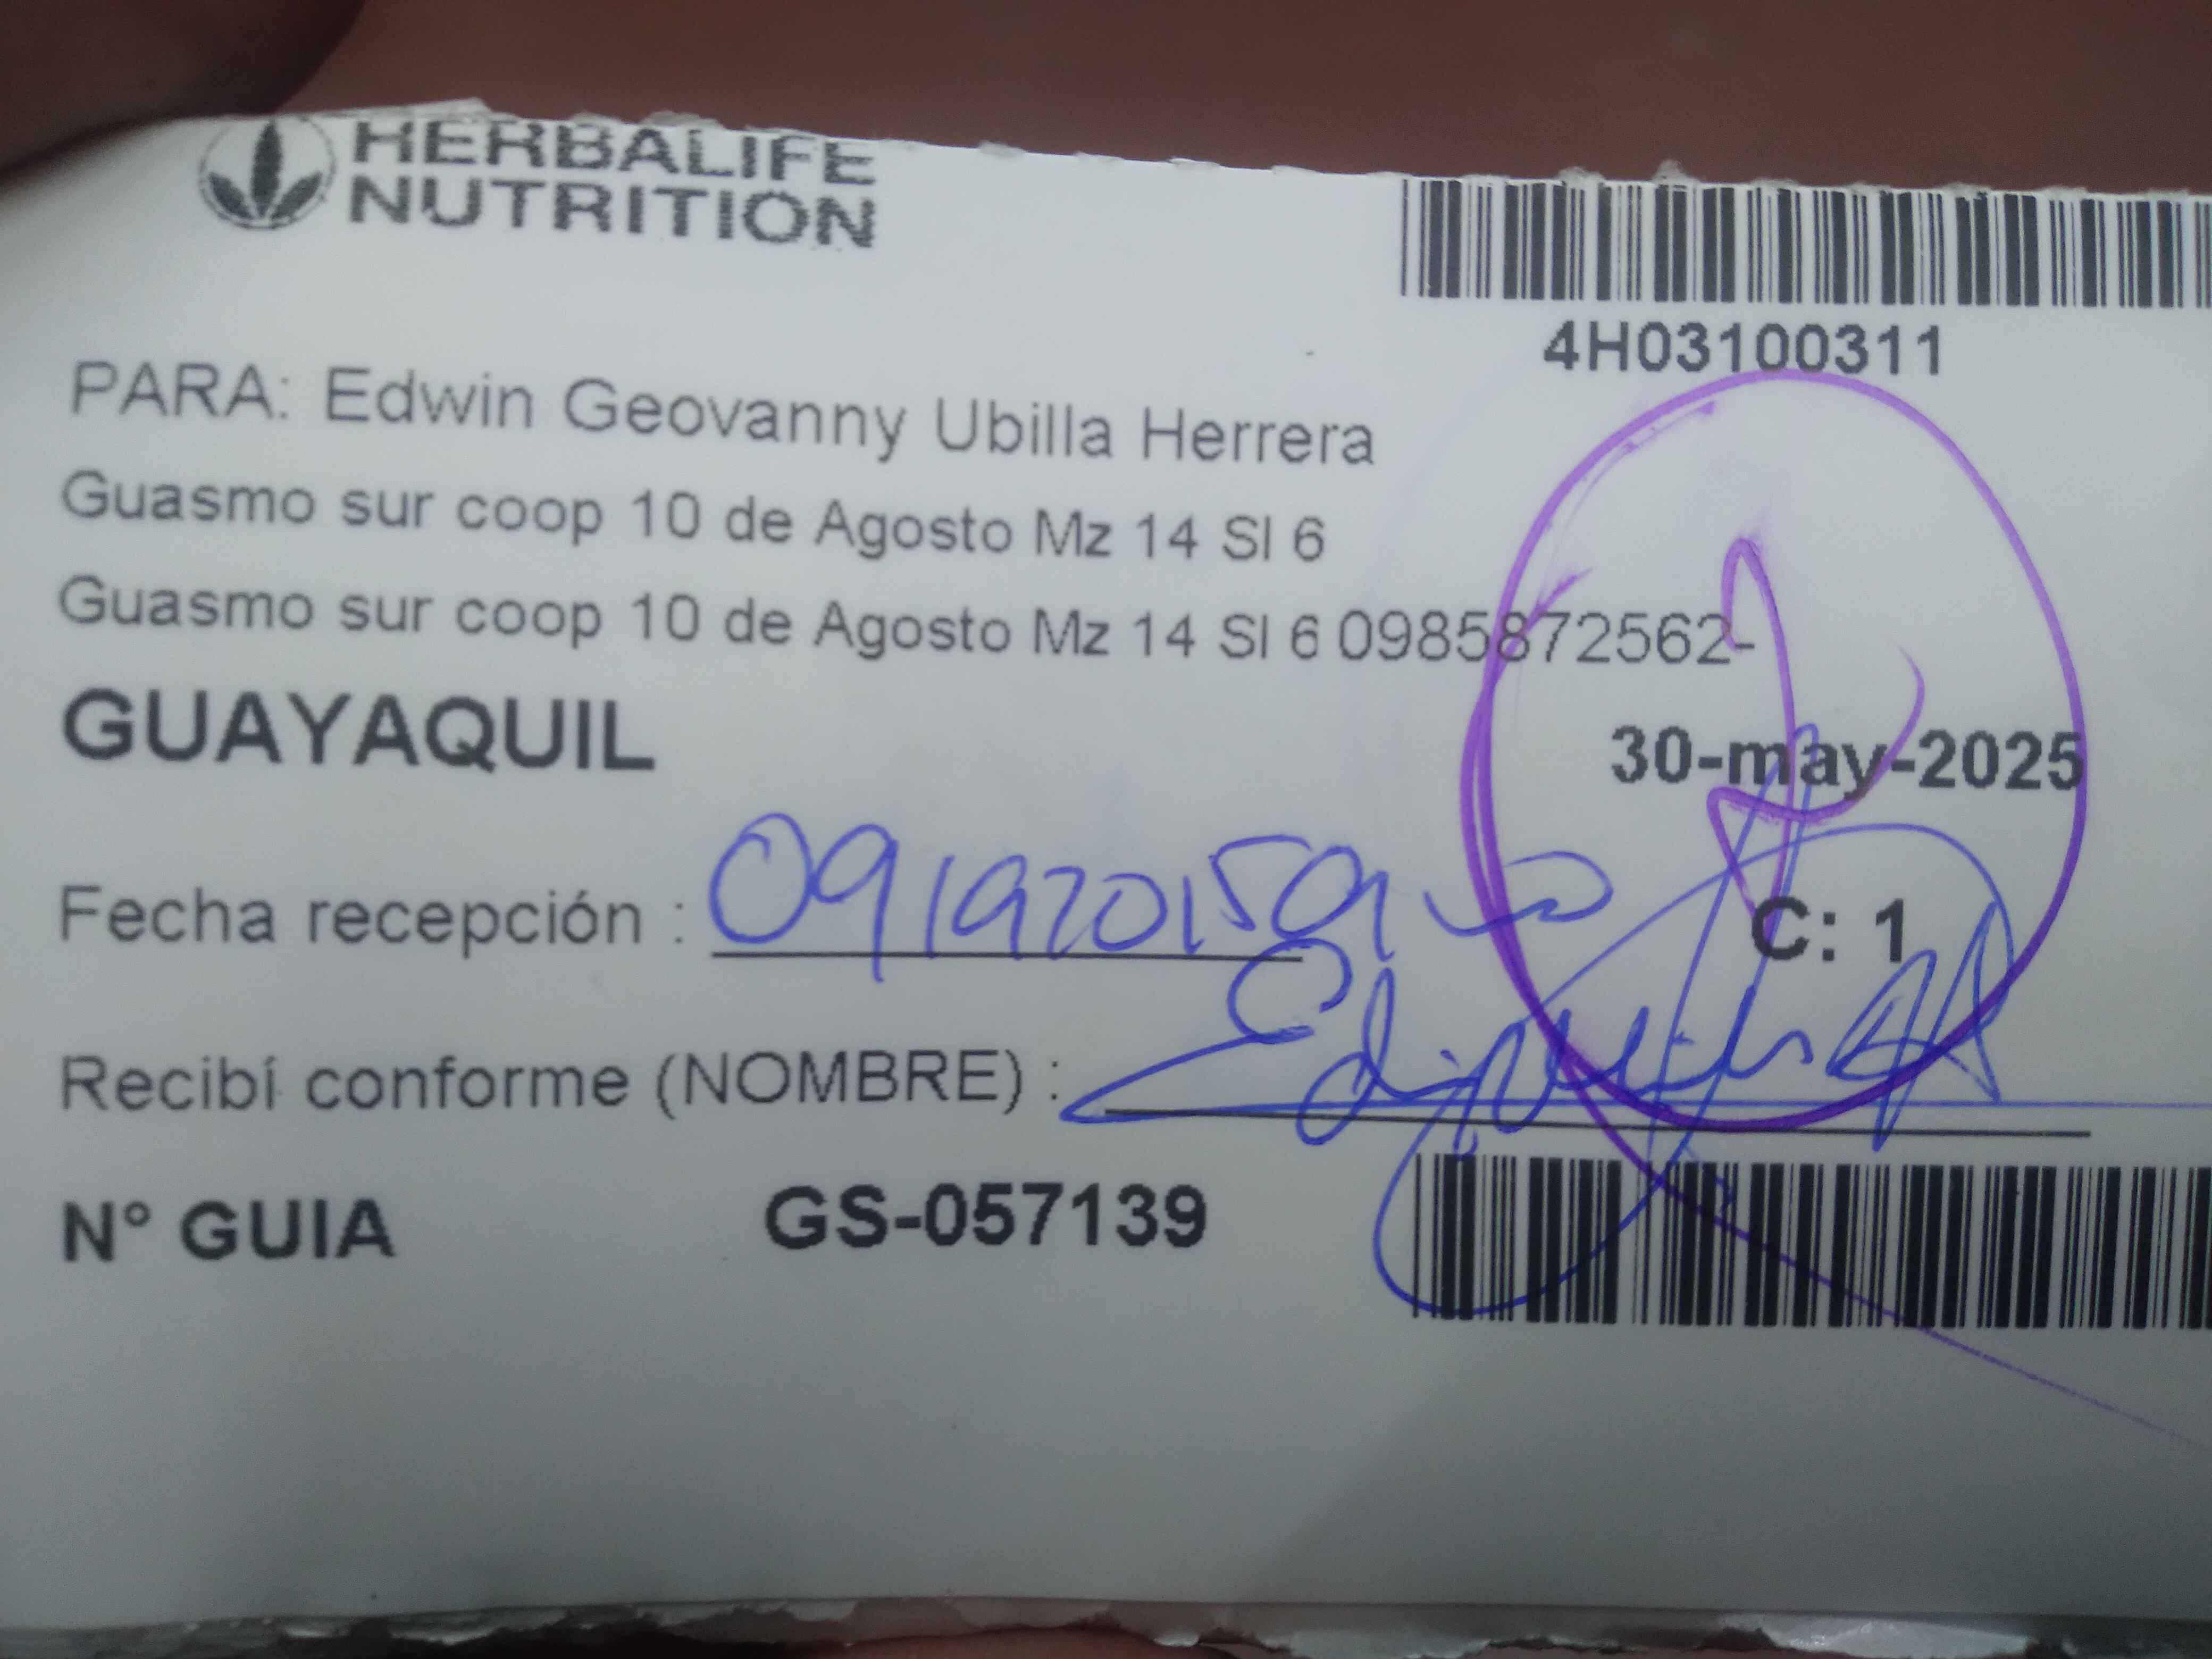 HERBALIFE
NUTRITION
4H03100311
PARA: Edwin Geovanny Ubilla Herrera
Guasmo sur coop 10 de Agosto Mz 14 Sl 6
Guasmo sur coop 10 de Agosto Mz 14 Sl 6 0985872562-
GUAYAQUIL
30-may-2025
Fecha recepción :
C: 1
Recibí conforme (NOMBRE) :
N° GUIA GS-057139